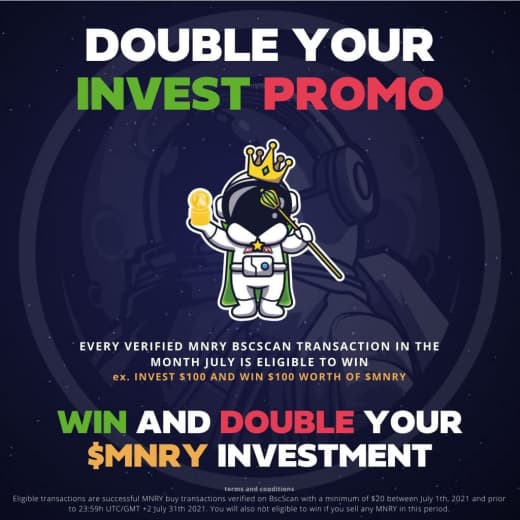 DOUBLE YOUR
INVEST PROMO
EVERY VERIFIED MNRY BSCSCAN TRANSACTION IN THE
MONTH JULY IS ELIGIBLE TO WIN
ex. INVEST $100 AND WIN $100 WORTH OF $MNRY
WIN AND DOUBLE YOUR
$MNRY INVESTMENT
terms and conditions
Eligible transactions are successful MNRY buy transactions verified on BscScan with a minimum of $20 between July 1th, 2021 and prior
to 23:59h UTC/GMT +2 July 31th 2021. You will also not eligible to win if you sell any MNRY in this period.